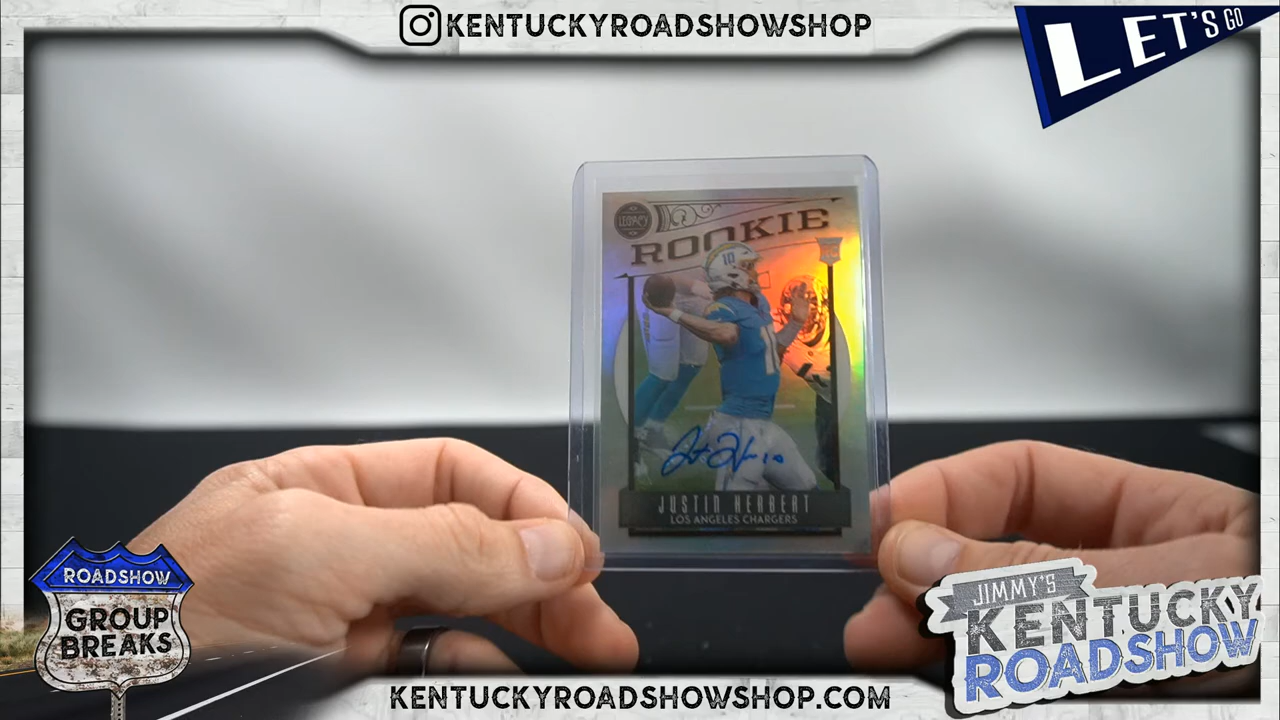 KENTUCKYROADSHOWSHOP
LET'S GO
LEGACY
ROOKIE
RC
10
10
JUSTIN HERBERT
LOS ANGELES CHARGERS
ROADSHOW
GROUP
BREAKS
JIMMY'S
KENTUCKY
ROADSHOW
KENTUCKYROADSHOWSHOP.COM